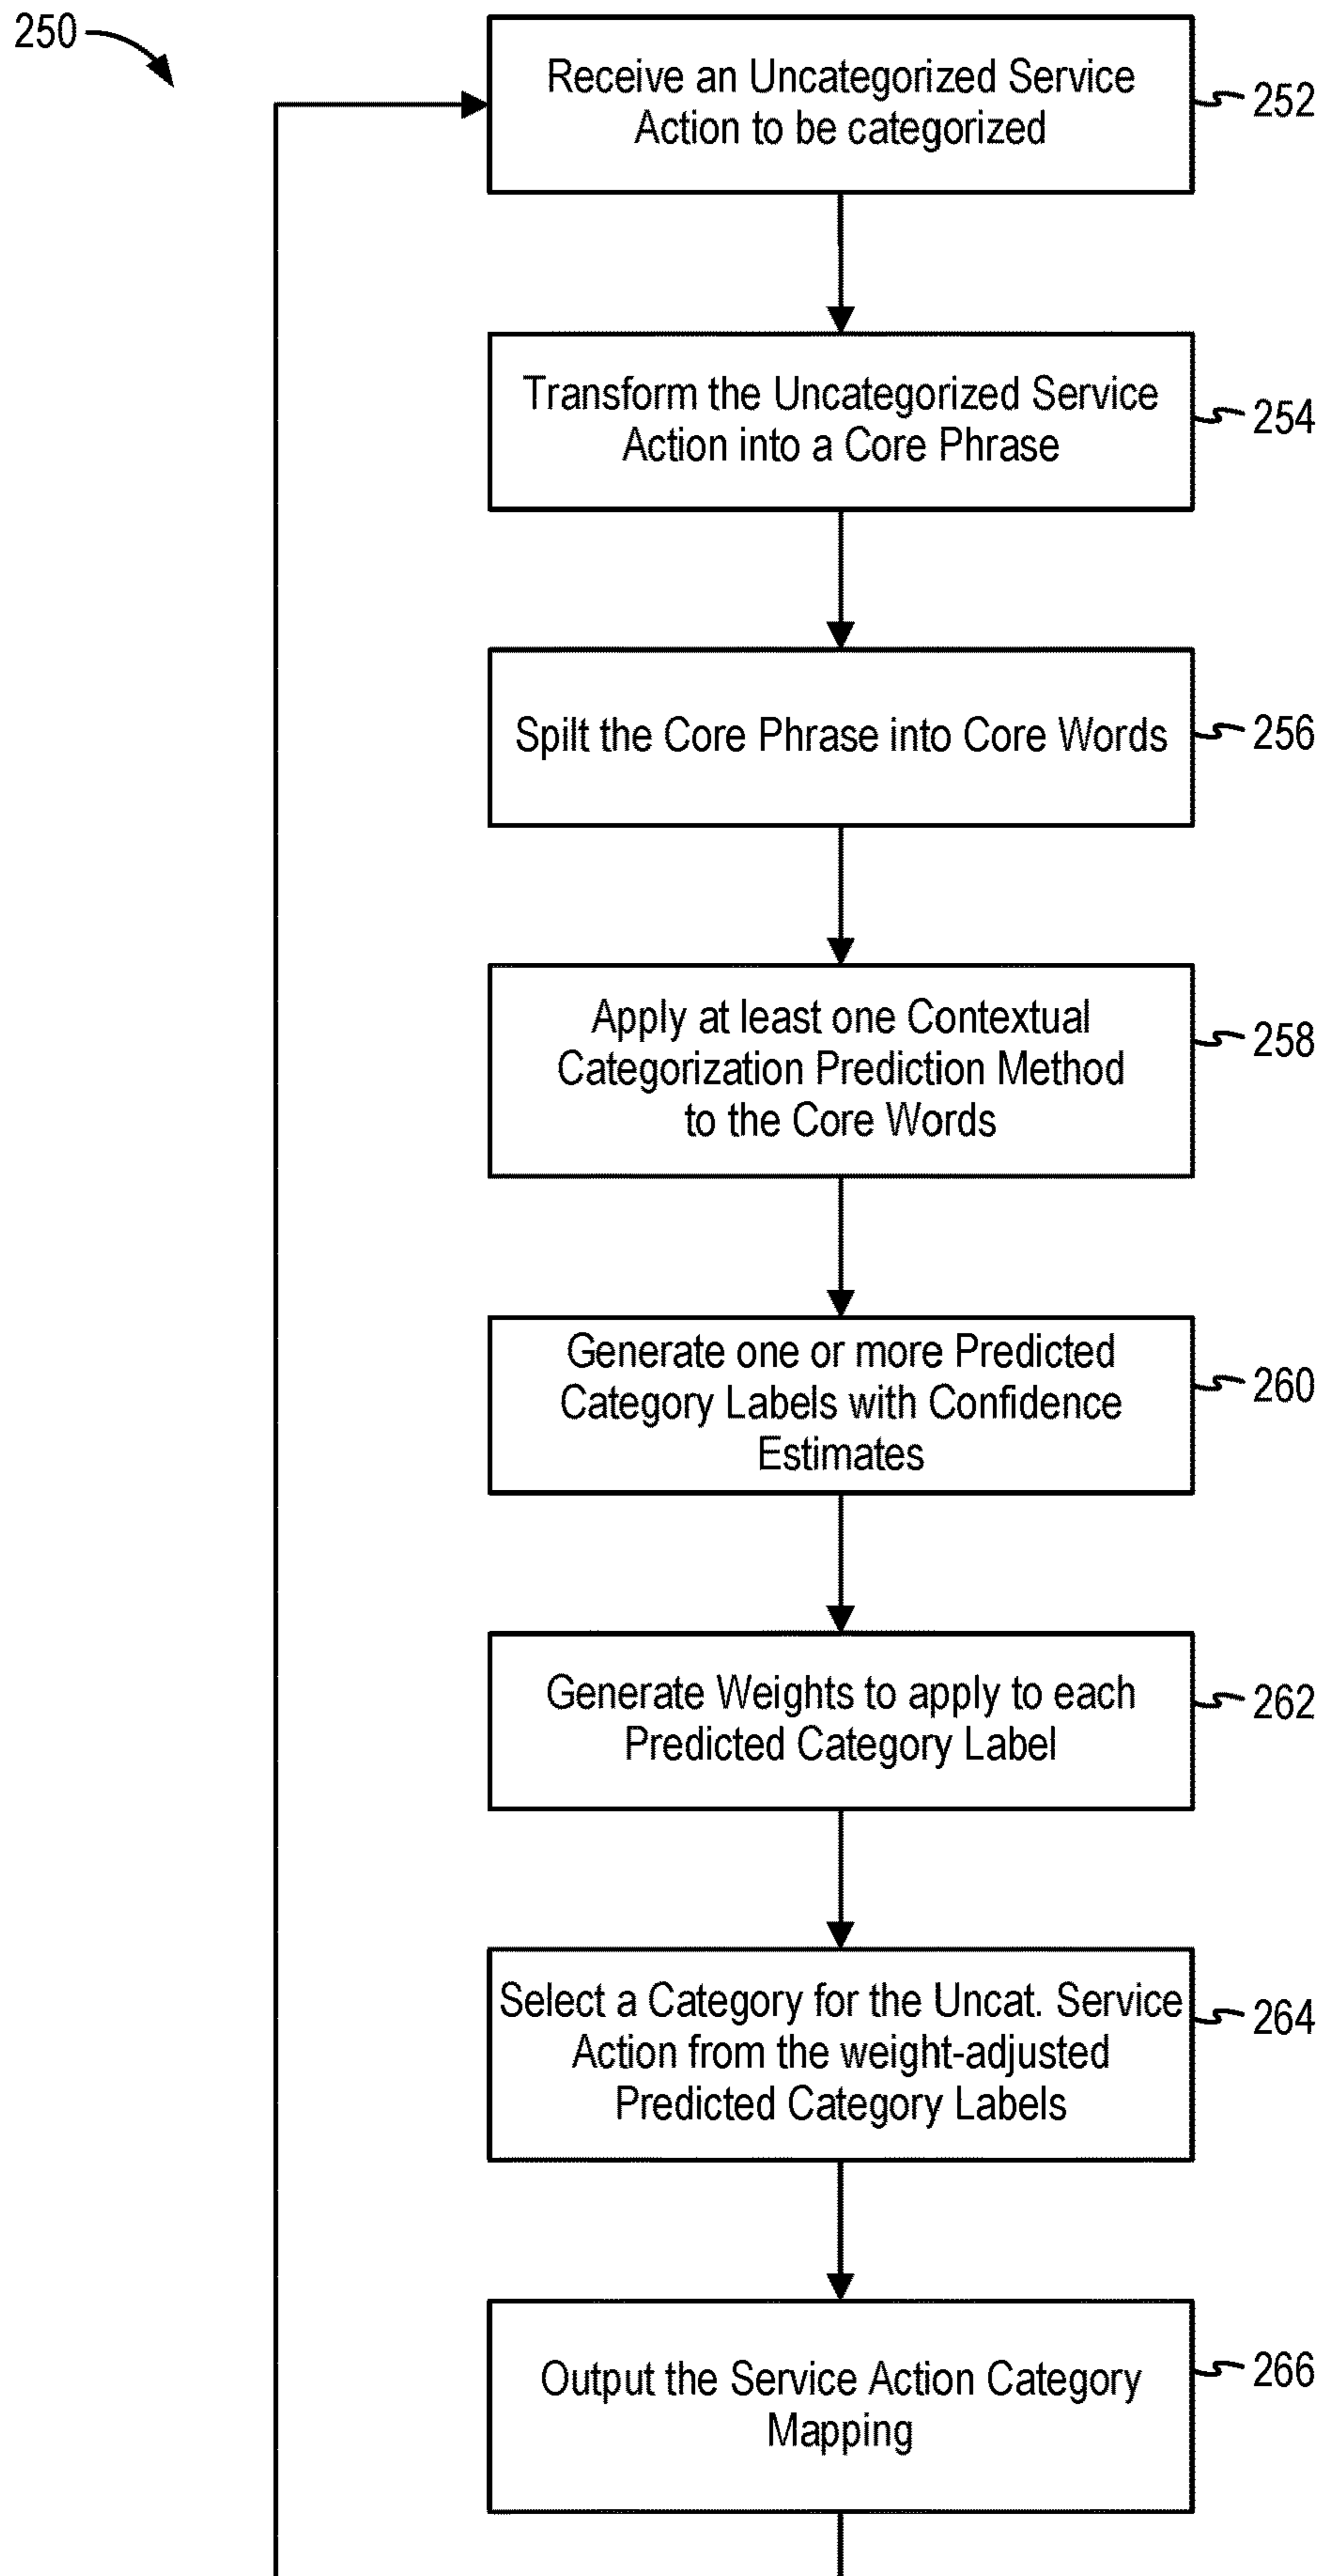 250
Receive an Uncategorized Service
Action to be categorized
252
Transform the Uncategorized Service
Action into a Core Phrase
254
Spilt the Core Phrase into Core Words
256
Apply at least one Contextual
Categorization Prediction Method
to the Core Words
258
Generate one or more Predicted
Category Labels with Confidence
Estimates
260
Generate Weights to apply to each
Predicted Category Label
262
Select a Category for the Uncat. Service
Action from the weight-adjusted
Predicted Category Labels
264
Output the Service Action Category
Mapping
266